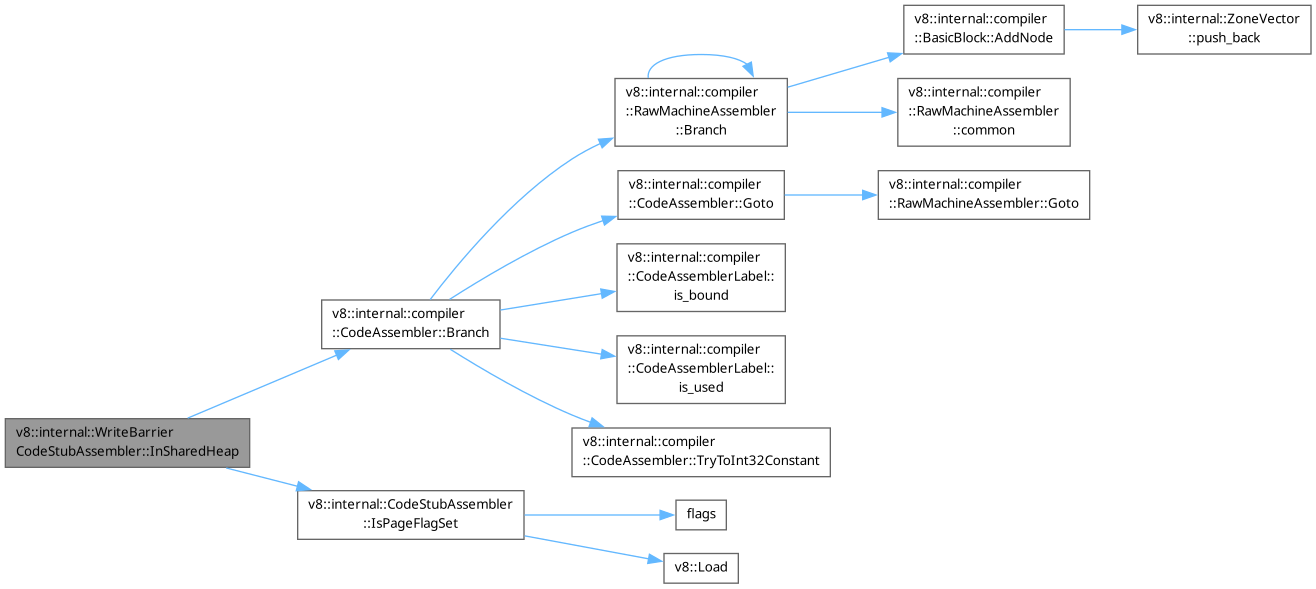 v8::internal::compiler
::BasicBlock::AddNode
v8::internal::ZoneVector
::push_back
v8::internal::compiler
::RawMachineAssembler
::Branch
v8::internal::compiler
::RawMachineAssembler
::common
v8::internal::compiler
::CodeAssembler::Goto
v8::internal::compiler
::RawMachineAssembler::Goto
v8::internal::compiler
::CodeAssemblerLabel::
is_bound
v8::internal::compiler
::CodeAssembler::Branch
v8::internal::compiler
::CodeAssemblerLabel::
is_used
v8::internal::WriteBarrier
CodeStubAssembler::InSharedHeap
v8::internal::compiler
::CodeAssembler::TryToInt32Constant
v8::internal::CodeStubAssembler
::IsPageFlagSet
flags
v8::Load